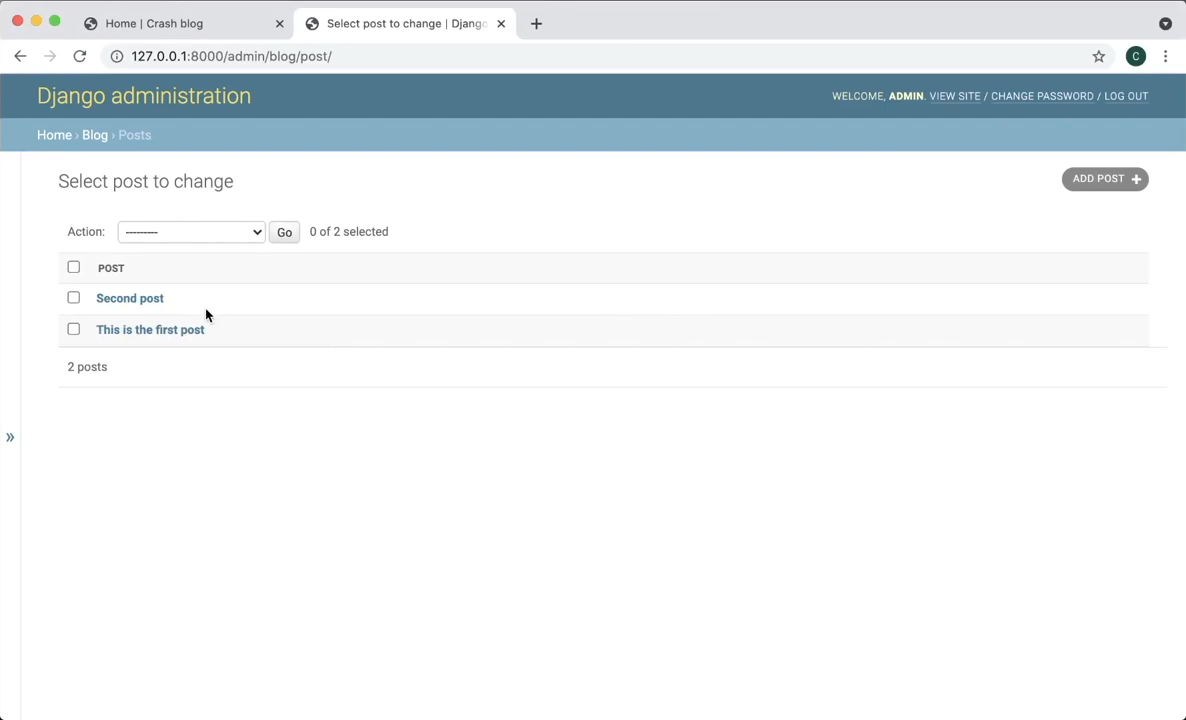 Home | Crash blog
Select post to change | Django
127.0.0.1:8000/admin/blog/post/
C
Django administration
WELCOME, ADMIN. VIEW SITE / CHANGE PASSWORD / LOG OUT
Home › Blog › Posts
Select post to change
ADD POST +
Action: --------- Go 0 of 2 selected
POST
Second post
This is the first post
2 posts
»